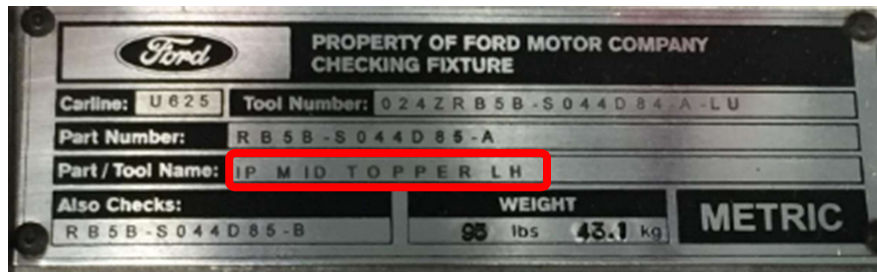 Ford
PROPERTY OF FORD MOTOR COMPANY
CHECKING FIXTURE
Carline: U625 Tool Number: 024ZRB5B-S044D84-A-LU
Part Number: RB5B-S044D85-A
Part / Tool Name: IP MID TOPPER LH
Also Checks:
RB5B-S044D85-B
WEIGHT
95 lbs 43.1 kg
METRIC